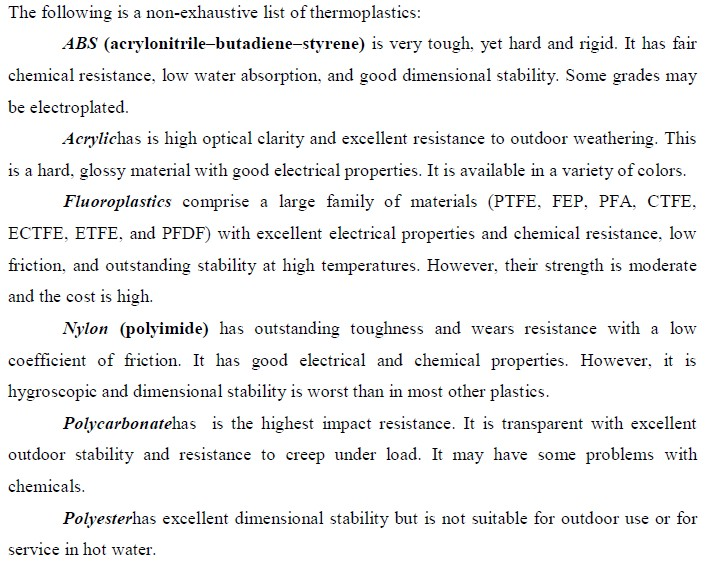 The following is a non-exhaustive list of thermoplastics:
ABS (acrylonitrile–butadiene–styrene) is very tough, yet hard and rigid. It has fair
chemical resistance, low water absorption, and good dimensional stability. Some grades may
be electroplated.
Acrylichas is high optical clarity and excellent resistance to outdoor weathering. This
is a hard, glossy material with good electrical properties. It is available in a variety of colors.
Fluoroplastics comprise a large family of materials (PTFE, FEP, PFA, CTFE,
ECTFE, ETFE, and PFDF) with excellent electrical properties and chemical resistance, low
friction, and outstanding stability at high temperatures. However, their strength is moderate
and the cost is high.
Nylon (polyimide) has outstanding toughness and wears resistance with a low
coefficient of friction. It has good electrical and chemical properties. However, it is
hygroscopic and dimensional stability is worst than in most other plastics.
Polycarbonatehas is the highest impact resistance. It is transparent with excellent
outdoor stability and resistance to creep under load. It may have some problems with
chemicals.
Polyesterhas excellent dimensional stability but is not suitable for outdoor use or for
service in hot water.